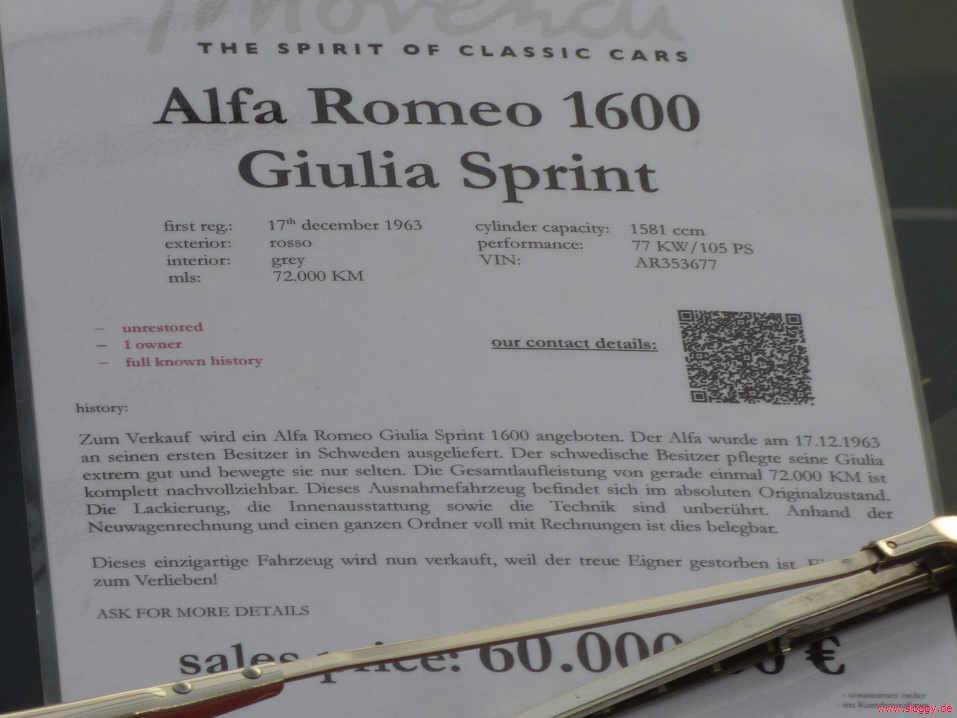 Movendi
THE SPIRIT OF CLASSIC CARS
Alfa Romeo 1600
Giulia Sprint
first reg.: 17th december 1963 cylinder capacity: 1581 ccm
exterior: rosso performance: 77 KW/105 PS
interior: grey VIN: AR353677
mls: 72.000 KM
– unrestored
– 1 owner
– full known history
our contact details:
history:
Zum Verkauf wird ein Alfa Romeo Giulia Sprint 1600 angeboten. Der Alfa wurde am 17.12.1963
an seinen ersten Besitzer in Schweden ausgeliefert. Der schwedische Besitzer pflegte seine Giulia
extrem gut und bewegte sie nur selten. Die Gesamtlaufleistung von gerade einmal 72.000 KM ist
komplett nachvollziehbar. Dieses Ausnahmefahrzeug befindet sich im absoluten Originalzustand.
Die Lackierung, die Innenausstattung sowie die Technik sind unberührt. Anhand der
Neuwagenrechnung und einen ganzen Ordner voll mit Rechnungen ist dies belegbar.
Dieses einzigartige Fahrzeug wird nun verkauft, weil der treue Eigner gestorben ist.
zum Verlieben!
ASK FOR MORE DETAILS
sales price: 60.000 €
www.sloggy.de